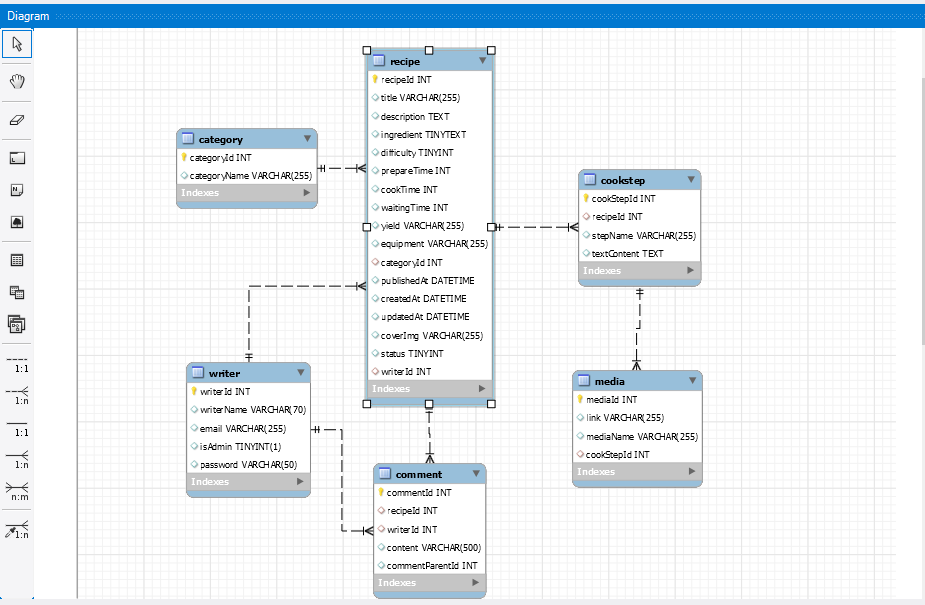 Diagram
recipe
recipeId INT
title VARCHAR(255)
description TEXT
ingredient TINYTEXT
difficulty TINYINT
prepareTime INT
cookTime INT
waitingTime INT
yield VARCHAR(255)
equipment VARCHAR(255)
categoryId INT
publishedAt DATETIME
createdAt DATETIME
updatedAt DATETIME
coverImg VARCHAR(255)
status TINYINT
writerId INT
Indexes
category
categoryId INT
categoryName VARCHAR(255)
Indexes
cookstep
cookStepId INT
recipeId INT
stepName VARCHAR(255)
textContent TEXT
Indexes
writer
writerId INT
writerName VARCHAR(70)
email VARCHAR(255)
isAdmin TINYINT(1)
password VARCHAR(50)
Indexes
media
mediaId INT
link VARCHAR(255)
mediaName VARCHAR(255)
cookStepId INT
Indexes
comment
commentId INT
recipeId INT
writerId INT
content VARCHAR(500)
commentParentId INT
Indexes
1:1
1:n
1:1
1:n
n:m
1:n